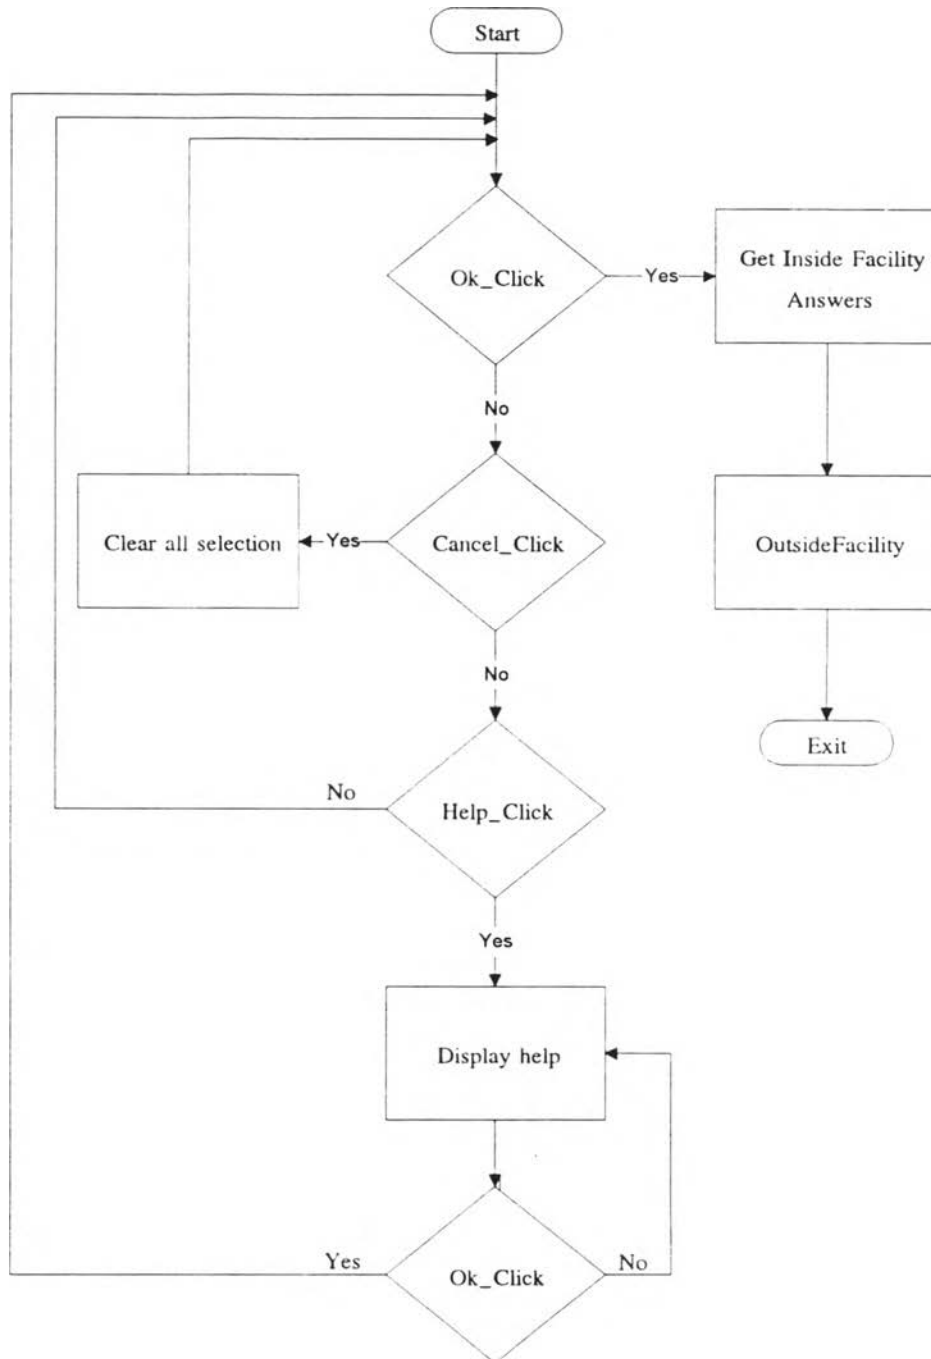 Start
Ok_Click
Yes
Get Inside Facility
Answers
No
Clear all selection
Yes
Cancel_Click
OutsideFacility
No
Exit
No
Help_Click
Yes
Display help
Yes
Ok_Click
No